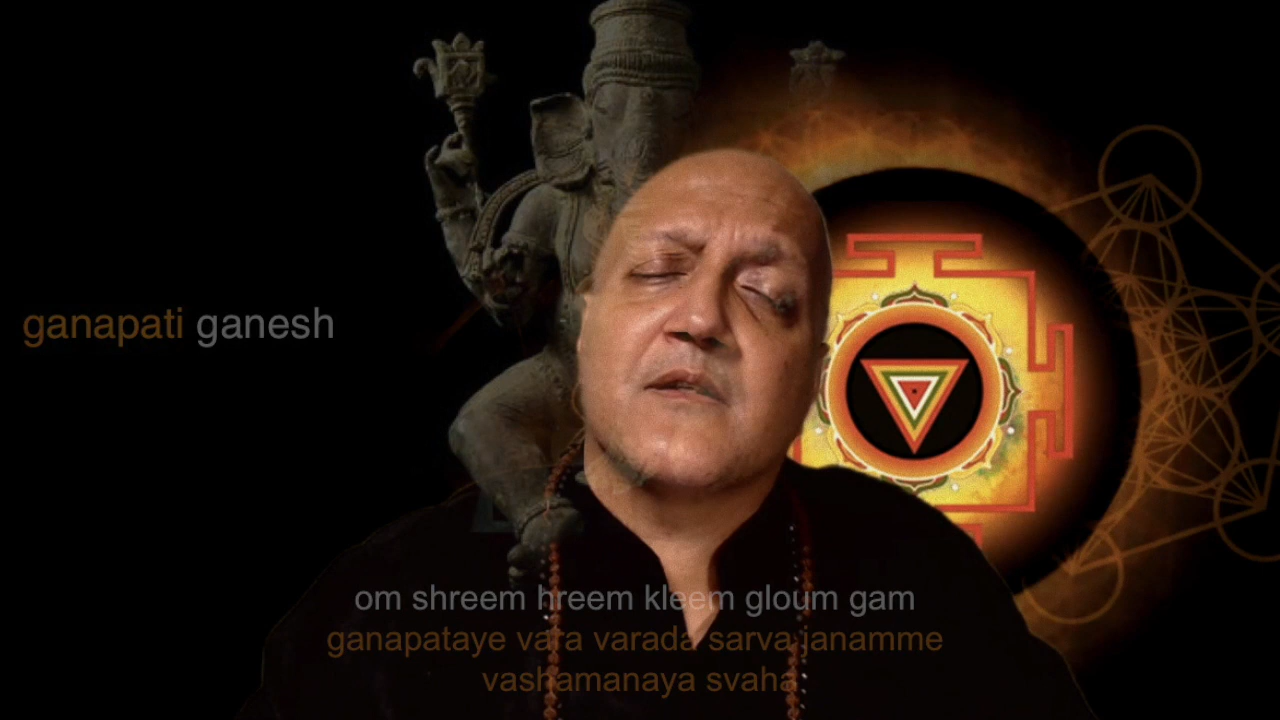 ganapati ganesh
om shreem hreem kleem gloum gam
ganapataye vara varada sarva janamme
vashamanaya svaha